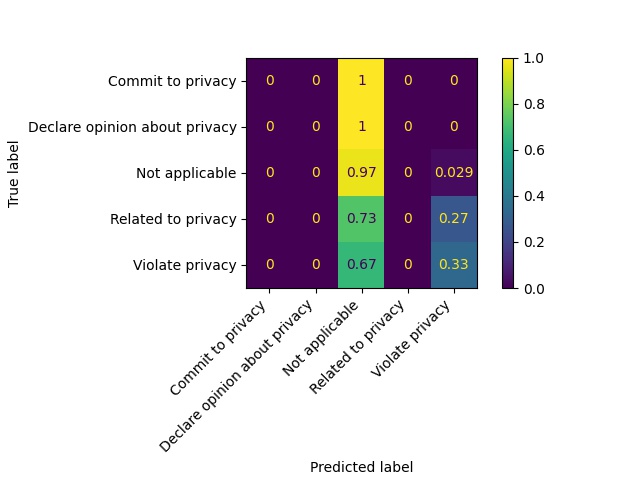 Commit to privacy 0 0 1 0 0
Declare opinion about privacy 0 0 1 0 0
Not applicable 0 0 0.97 0 0.029
Related to privacy 0 0 0.73 0 0.27
Violate privacy 0 0 0.67 0 0.33
True label
Commit to privacy
Declare opinion about privacy
Not applicable
Related to privacy
Violate privacy
Predicted label
1.0
0.8
0.6
0.4
0.2
0.0